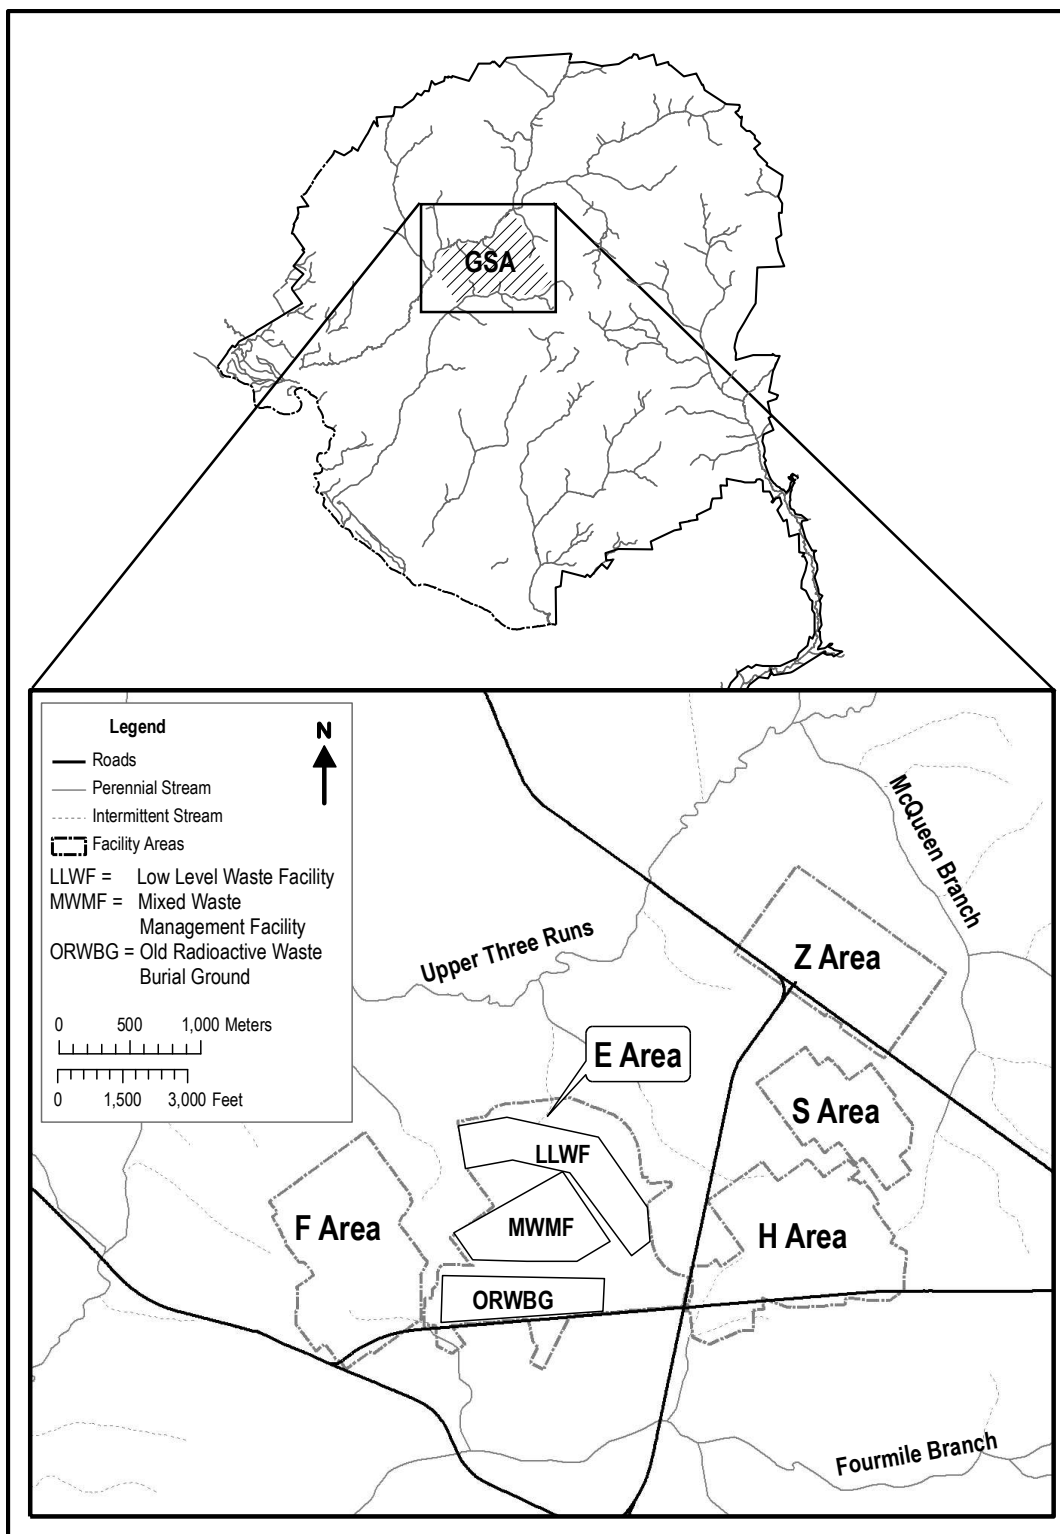 GSA
Legend
N
Roads
Perennial Stream
Intermittent Stream
Facility Areas
LLWF = Low Level Waste Facility
MWMF = Mixed Waste
Management Facility
ORWBG = Old Radioactive Waste
Burial Ground
0 500 1,000 Meters
0 1,500 3,000 Feet
McQueen Branch
Upper Three Runs
Z Area
E Area
S Area
LLWF
F Area
MWMF
H Area
ORWBG
Fourmile Branch